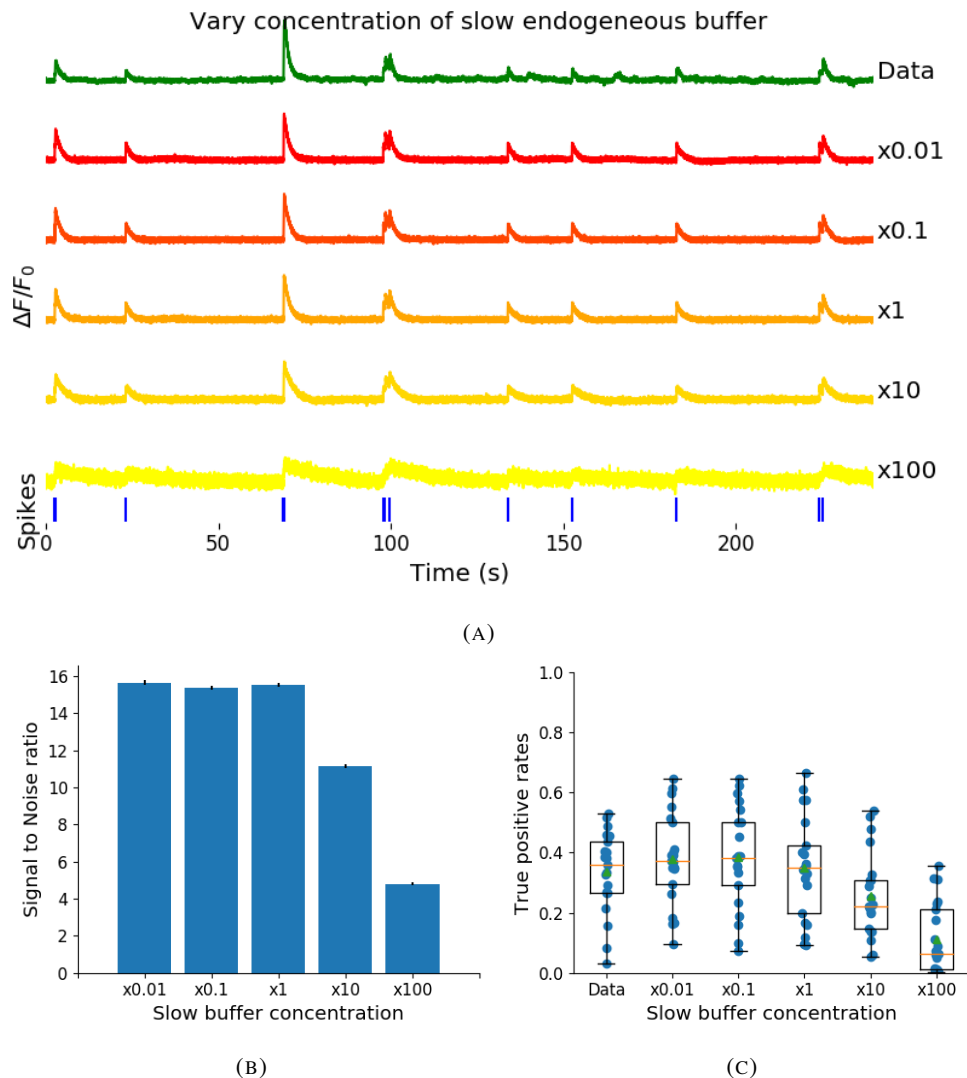 Vary concentration of slow endogeneous buffer
Data
x0.01
x0.1
x1
x10
x100
ΔF/F0
Spikes
0 50 100 150 200
Time (s)
(A)
16
14
12
10
8
6
4
2
0
Signal to Noise ratio
x0.01 x0.1 x1 x10 x100
Slow buffer concentration
(B)
1.0
0.8
0.6
0.4
0.2
0.0
True positive rates
Data x0.01 x0.1 x1 x10 x100
Slow buffer concentration
(C)